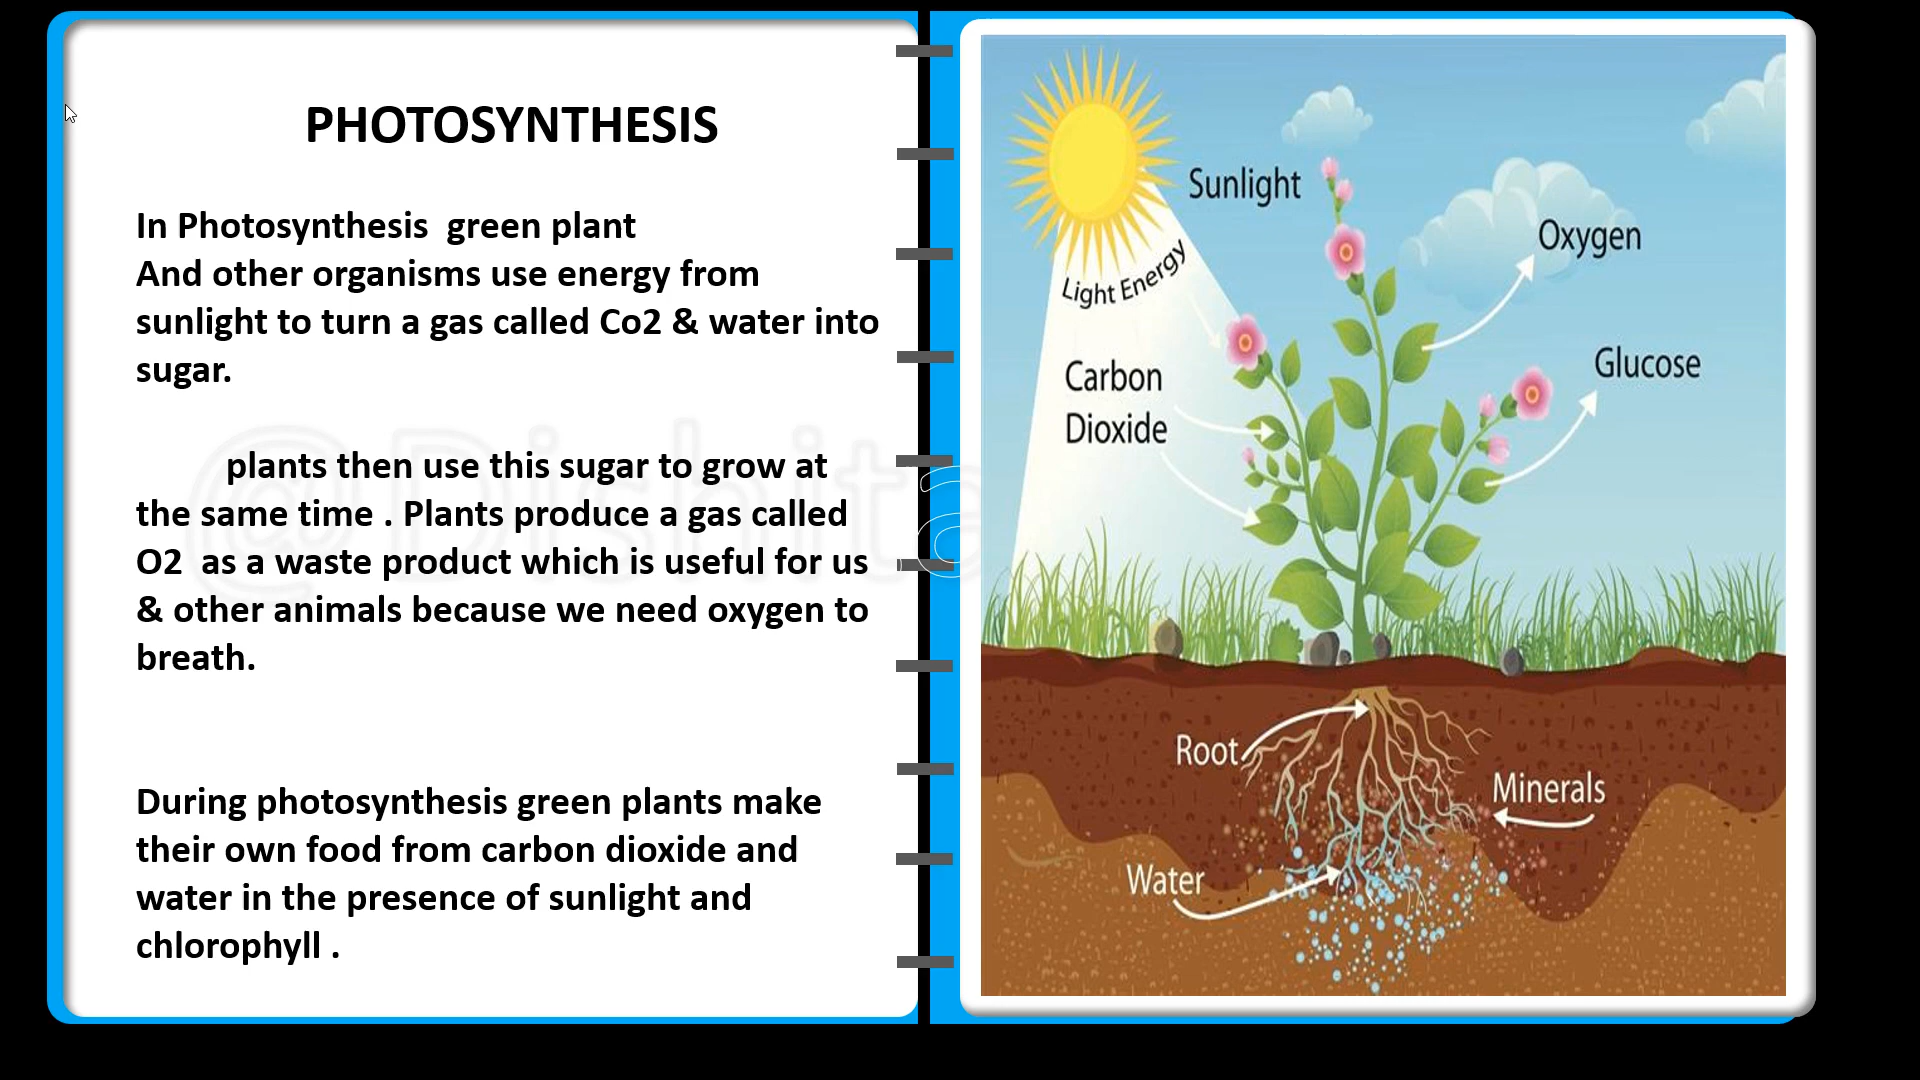 PHOTOSYNTHESIS
In Photosynthesis  green plant
And other organisms use energy from
sunlight to turn a gas called Co2 & water into
sugar.
plants then use this sugar to grow at
the same time . Plants produce a gas called
O2  as a waste product which is useful for us
& other animals because we need oxygen to
breath.
During photosynthesis green plants make
their own food from carbon dioxide and
water in the presence of sunlight and
chlorophyll .
@Dishita
Sunlight
Light Energy
Oxygen
Carbon
Dioxide
Glucose
Root
Minerals
Water